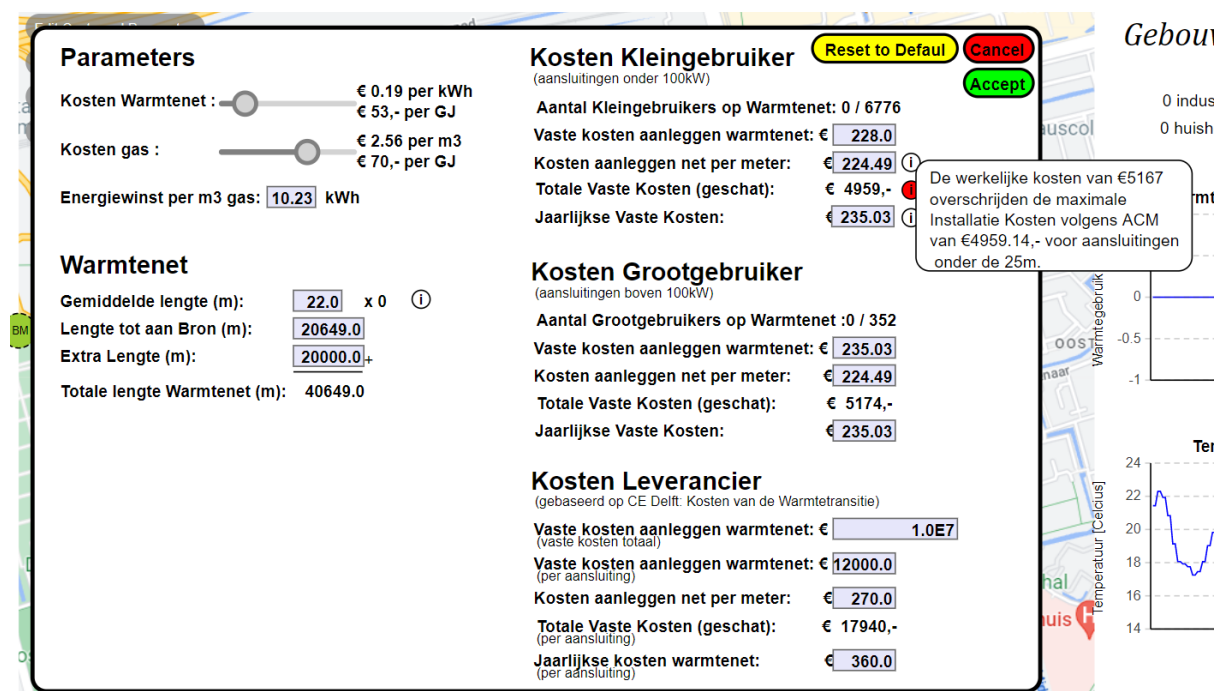 Parameters
Kosten Warmtenet :
€ 0.19 per kWh
€ 53,- per GJ
Kosten gas :
€ 2.56 per m3
€ 70,- per GJ
Energiewinst per m3 gas: 10.23 kWh
Warmtenet
Gemiddelde lengte (m): 22.0 x 0 i
Lengte tot aan Bron (m): 20649.0
Extra Lengte (m): 20000.0 +
Totale lengte Warmtenet (m): 40649.0
Reset to Defaul
Cancel
Accept
Kosten Kleingebruiker
(aansluitingen onder 100kW)
Aantal Kleingebruikers op Warmtenet: 0 / 6776
Vaste kosten aanleggen warmtenet: € 228.0
Kosten aanleggen net per meter: € 224.49 i
Totale Vaste Kosten (geschat): € 4959,- i
Jaarlijkse Vaste Kosten: € 235.03 i
De werkelijke kosten van €5167
overschrijden de maximale
Installatie Kosten volgens ACM
van €4959.14,- voor aansluitingen
onder de 25m.
Kosten Grootgebruiker
(aansluitingen boven 100kW)
Aantal Grootgebruikers op Warmtenet :0 / 352
Vaste kosten aanleggen warmtenet: € 235.03
Kosten aanleggen net per meter: € 224.49
Totale Vaste Kosten (geschat): € 5174,-
Jaarlijkse Vaste Kosten: € 235.03
Kosten Leverancier
(gebaseerd op CE Delft: Kosten van de Warmtetransitie)
Vaste kosten aanleggen warmtenet: € 1.0E7
(vaste kosten totaal)
Vaste kosten aanleggen warmtenet: € 12000.0
(per aansluiting)
Kosten aanleggen net per meter: € 270.0
Totale Vaste Kosten (geschat): € 17940,-
(per aansluiting)
Jaarlijkse kosten warmtenet: € 360.0
(per aansluiting)
BM
auscol
OOST
naar
hal
huis H
Gebouw
0 indus
0 huish
rmt
Warmtegebruik
0
-0.5
-1
Ter
Temperatuur [Celcius]
24
22
20
18
16
14